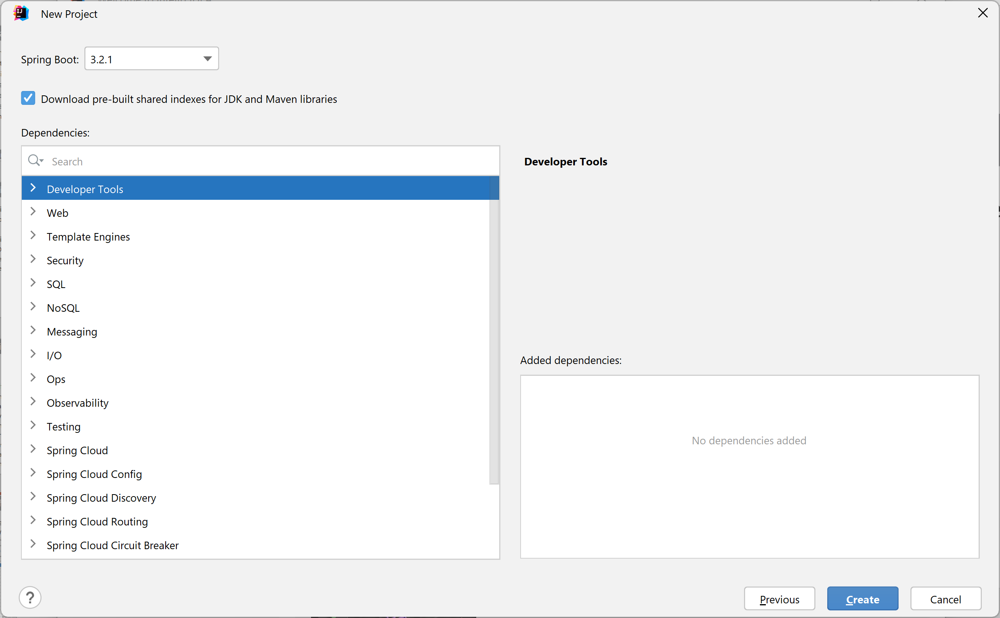 New Project
Spring Boot: 3.2.1
Download pre-built shared indexes for JDK and Maven libraries
Dependencies:
Search
Developer Tools
Web
Template Engines
Security
SQL
NoSQL
Messaging
I/O
Ops
Observability
Testing
Spring Cloud
Spring Cloud Config
Spring Cloud Discovery
Spring Cloud Routing
Spring Cloud Circuit Breaker
Developer Tools
Added dependencies:
No dependencies added
?
Previous
Create
Cancel